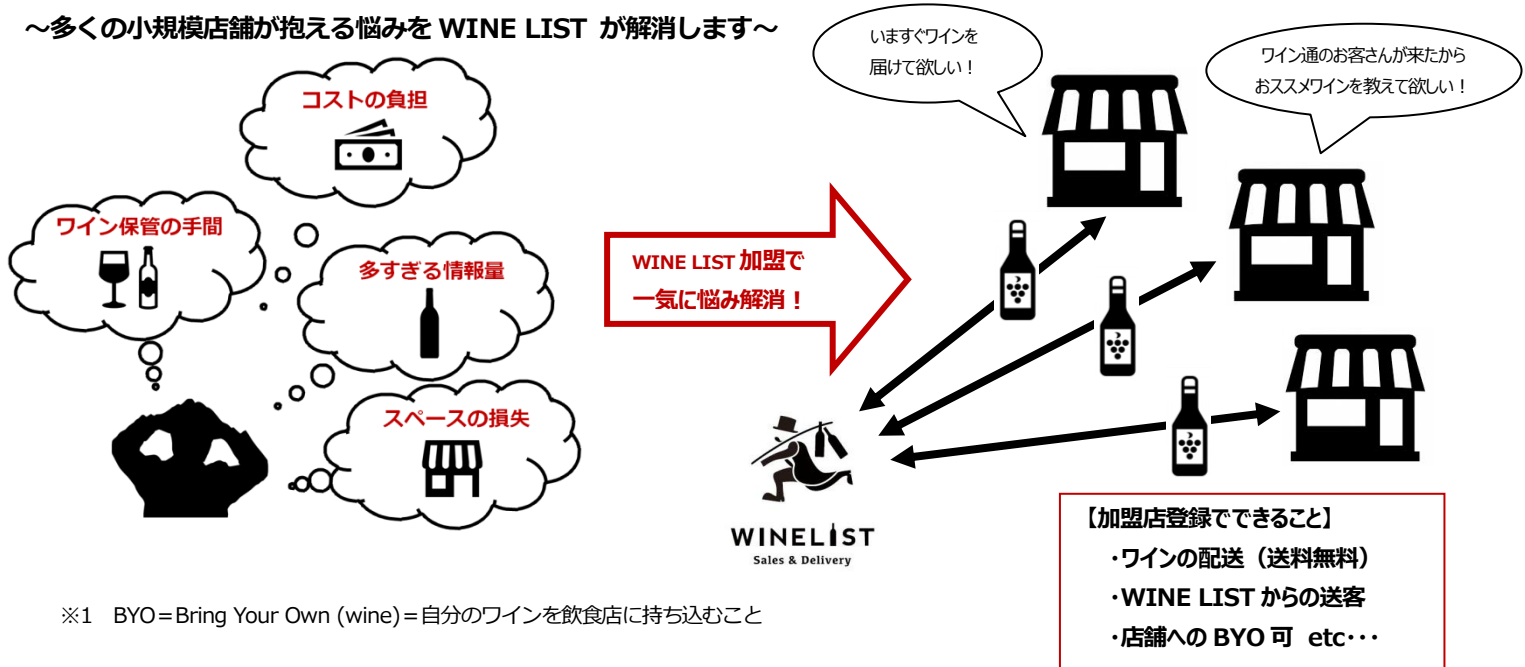 ～多くの小規模店舗が抱える悩みを WINE LIST が解消します～
いますぐワインを
届けて欲しい！
ワイン通のお客さんが来たから
おススメワインを教えて欲しい！
コストの負担
ワイン保管の手間
多すぎる情報量
スペースの損失
WINE LIST 加盟で
一気に悩み解消！
WINELIST
Sales & Delivery
【加盟店登録でできること】
・ワインの配送（送料無料）
・WINE LIST からの送客
・店舗への BYO 可 etc・・・
※1 BYO＝Bring Your Own (wine)＝自分のワインを飲食店に持ち込むこと